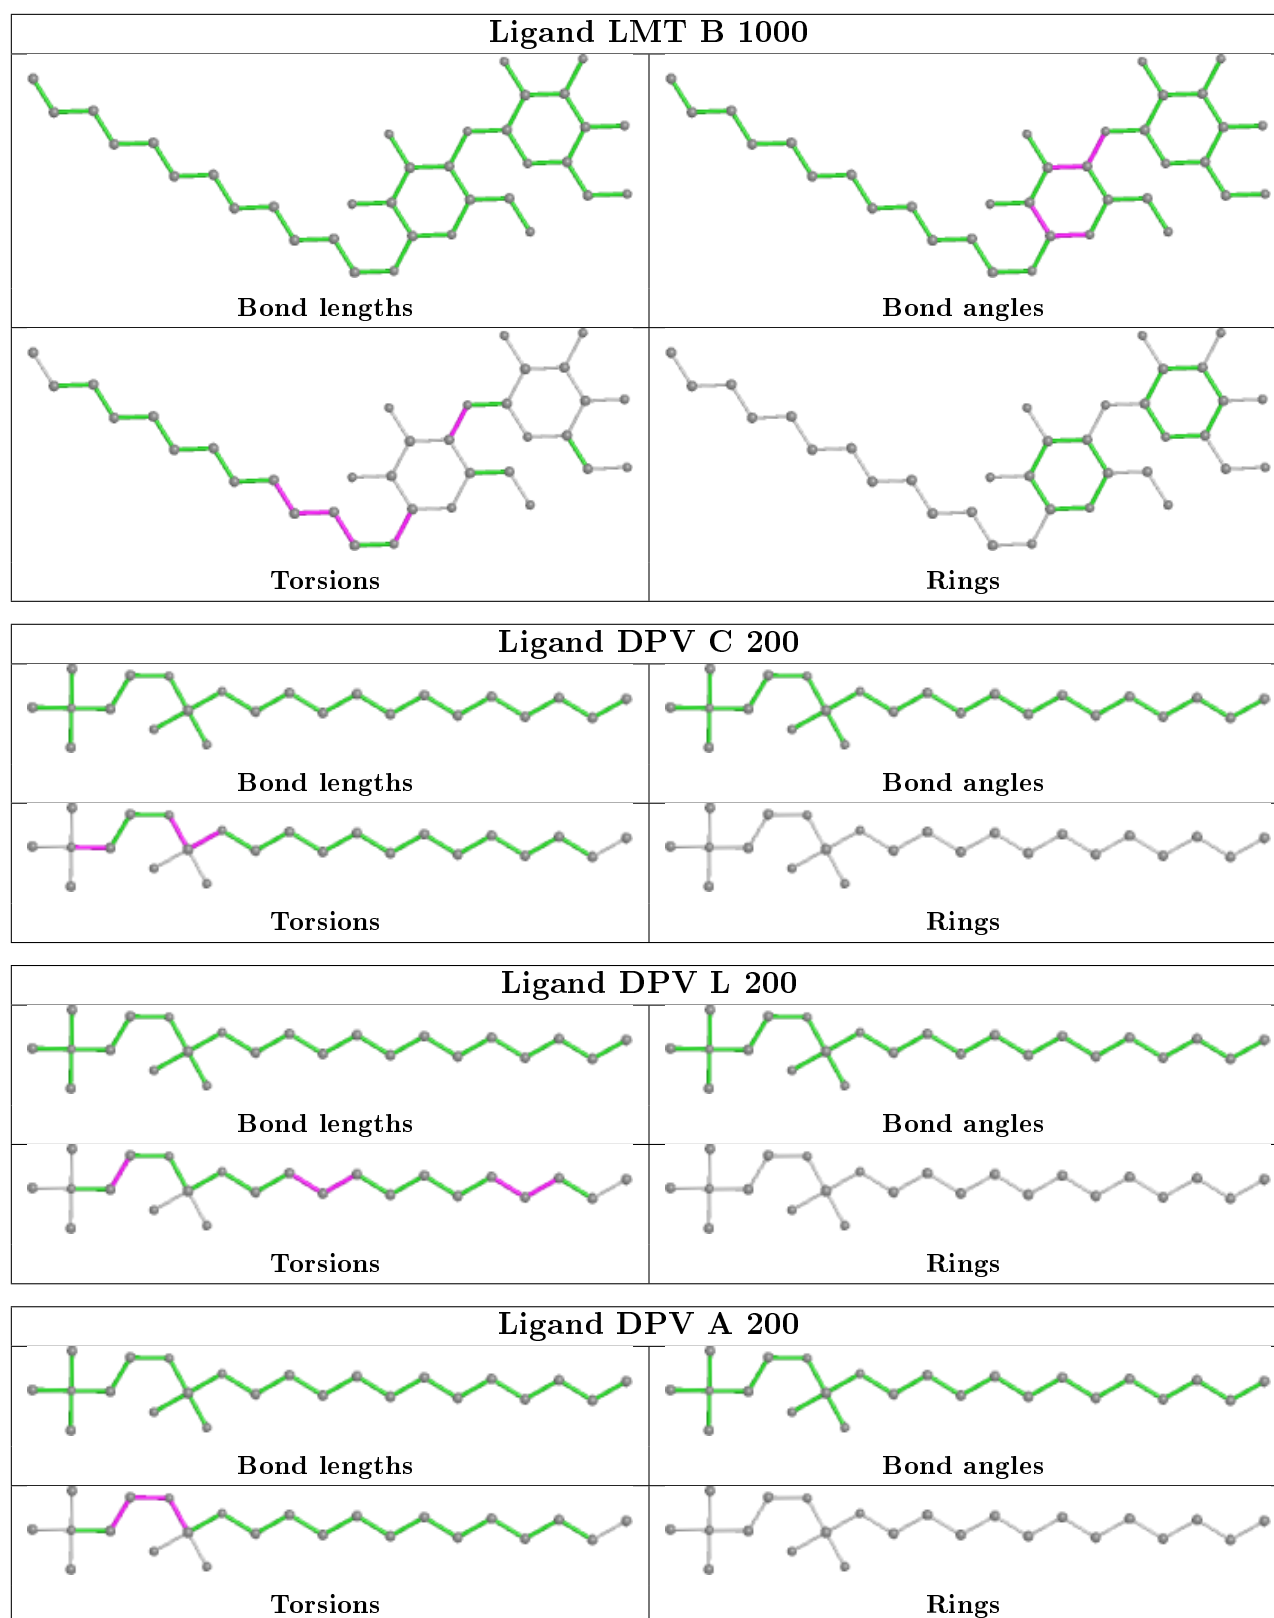 Ligand LMT B 1000
Bond lengths
Bond angles
Torsions
Rings
Ligand DPV C 200
Bond lengths
Bond angles
Torsions
Rings
Ligand DPV L 200
Bond lengths
Bond angles
Torsions
Rings
Ligand DPV A 200
Bond lengths
Bond angles
Torsions
Rings